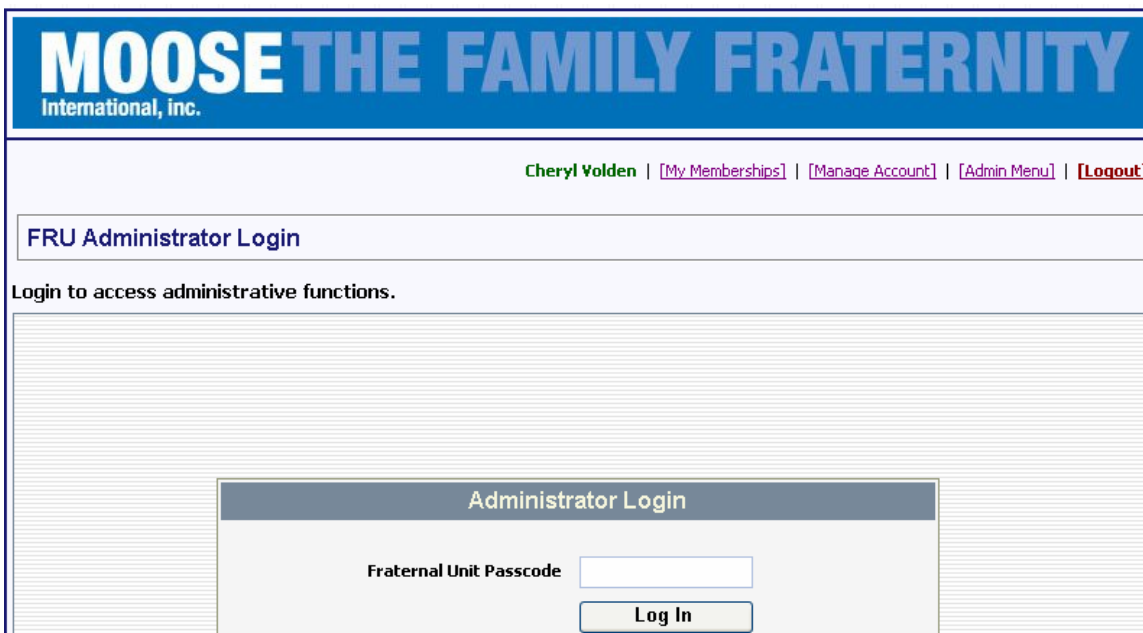 MOOSE THE FAMILY FRATERNITY
International, inc.
Cheryl Volden | [My Memberships] | [Manage Account] | [Admin Menu] | [Logout]
FRU Administrator Login
Login to access administrative functions.
Administrator Login
Fraternal Unit Passcode
Log In